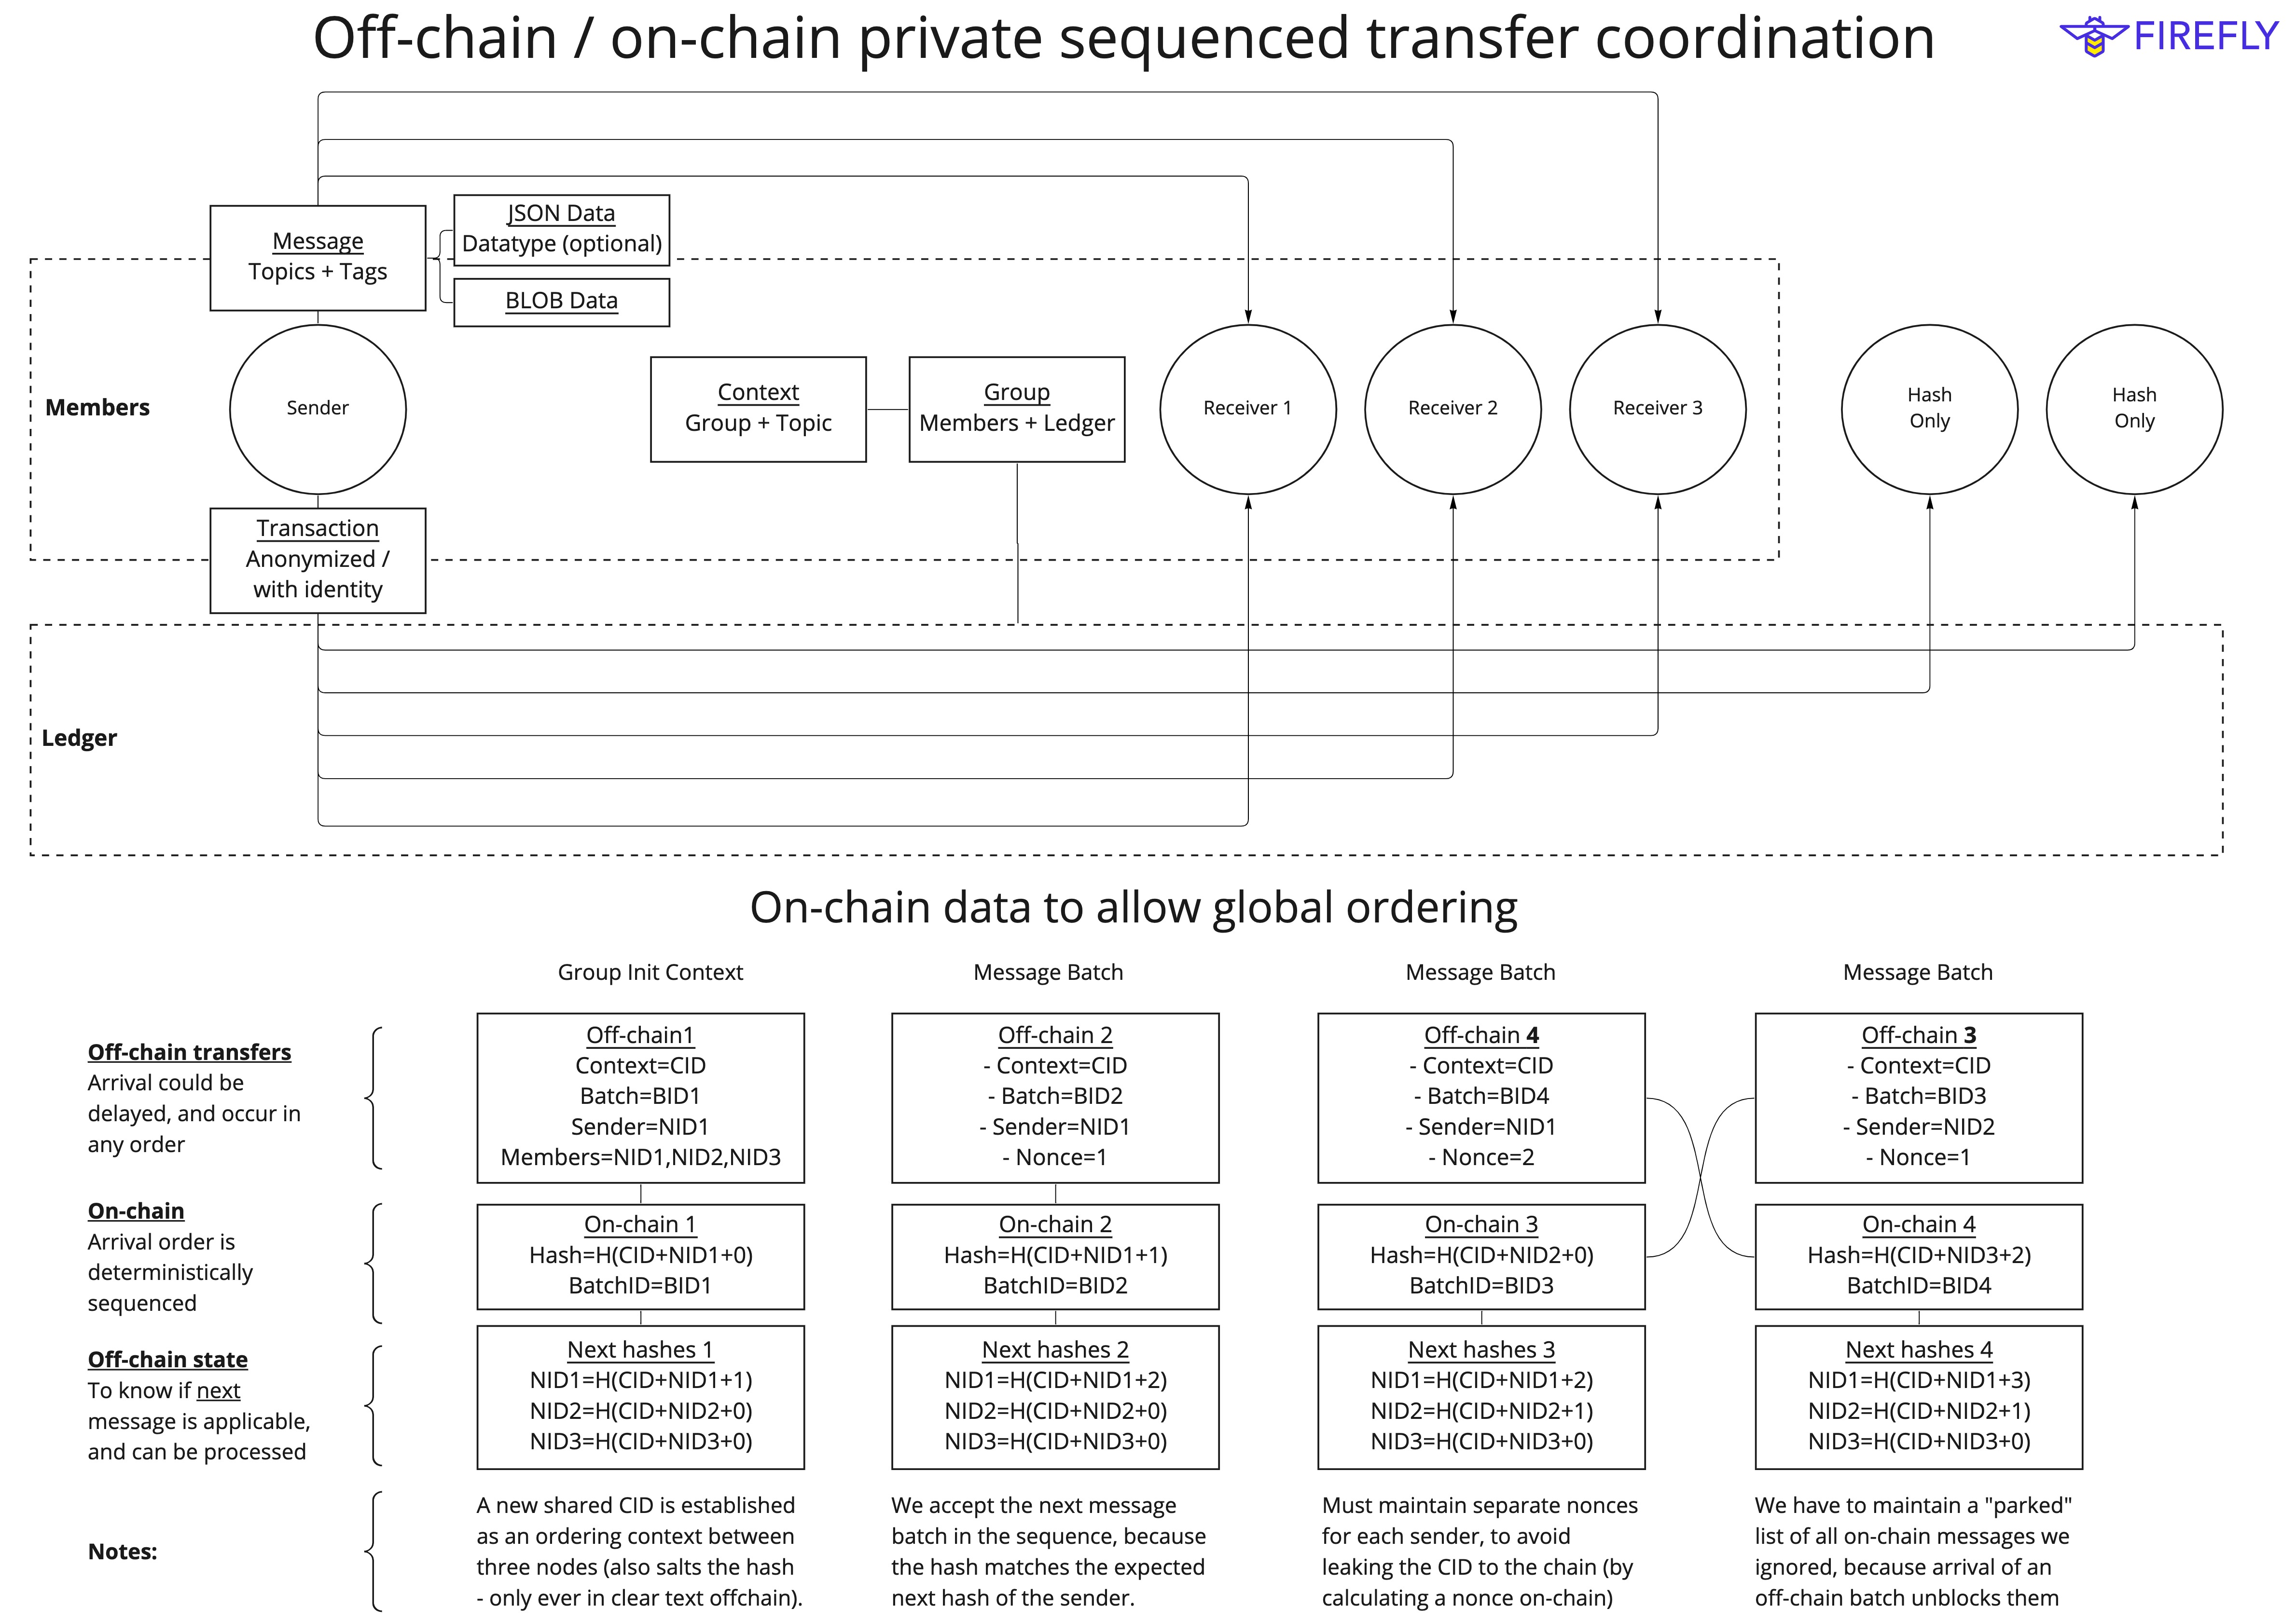 Off-chain / on-chain private sequenced transfer coordination
FIREFLY
Message
Topics + Tags
JSON Data
Datatype (optional)
BLOB Data
Members
Sender
Context
Group + Topic
Group
Members + Ledger
Receiver 1
Receiver 2
Receiver 3
Hash
Only
Hash
Only
Transaction
Anonymized /
with identity
Ledger
On-chain data to allow global ordering
Group Init Context
Message Batch
Message Batch
Message Batch
Off-chain transfers
Arrival could be
delayed, and occur in
any order
Off-chain1
Context=CID
Batch=BID1
Sender=NID1
Members=NID1,NID2,NID3
Off-chain 2
- Context=CID
- Batch=BID2
- Sender=NID1
- Nonce=1
Off-chain 4
- Context=CID
- Batch=BID4
- Sender=NID1
- Nonce=2
Off-chain 3
- Context=CID
- Batch=BID3
- Sender=NID2
- Nonce=1
On-chain
Arrival order is
deterministically
sequenced
On-chain 1
Hash=H(CID+NID1+0)
BatchID=BID1
On-chain 2
Hash=H(CID+NID1+1)
BatchID=BID2
On-chain 3
Hash=H(CID+NID2+0)
BatchID=BID3
On-chain 4
Hash=H(CID+NID3+2)
BatchID=BID4
Off-chain state
To know if next
message is applicable,
and can be processed
Next hashes 1
NID1=H(CID+NID1+1)
NID2=H(CID+NID2+0)
NID3=H(CID+NID3+0)
Next hashes 2
NID1=H(CID+NID1+2)
NID2=H(CID+NID2+0)
NID3=H(CID+NID3+0)
Next hashes 3
NID1=H(CID+NID1+2)
NID2=H(CID+NID2+1)
NID3=H(CID+NID3+0)
Next hashes 4
NID1=H(CID+NID1+3)
NID2=H(CID+NID2+1)
NID3=H(CID+NID3+0)
Notes:
A new shared CID is established
as an ordering context between
three nodes (also salts the hash
- only ever in clear text offchain).
We accept the next message
batch in the sequence, because
the hash matches the expected
next hash of the sender.
Must maintain separate nonces
for each sender, to avoid
leaking the CID to the chain (by
calculating a nonce on-chain)
We have to maintain a "parked"
list of all on-chain messages we
ignored, because arrival of an
off-chain batch unblocks them